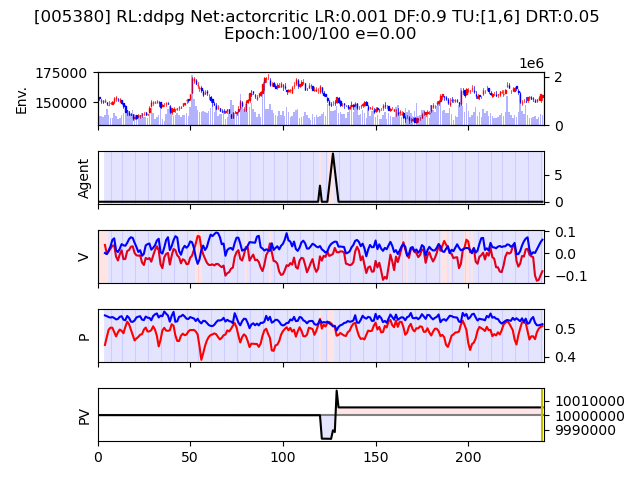 [005380] RL:ddpg Net:actorcritic LR:0.001 DF:0.9 TU:[1,6] DRT:0.05
Epoch:100/100 e=0.00
1e6
175000
150000
Env.
2
0
Agent
5
0
V
0.1
0.0
−0.1
P
0.5
0.4
PV
10010000
10000000
9990000
0 50 100 150 200